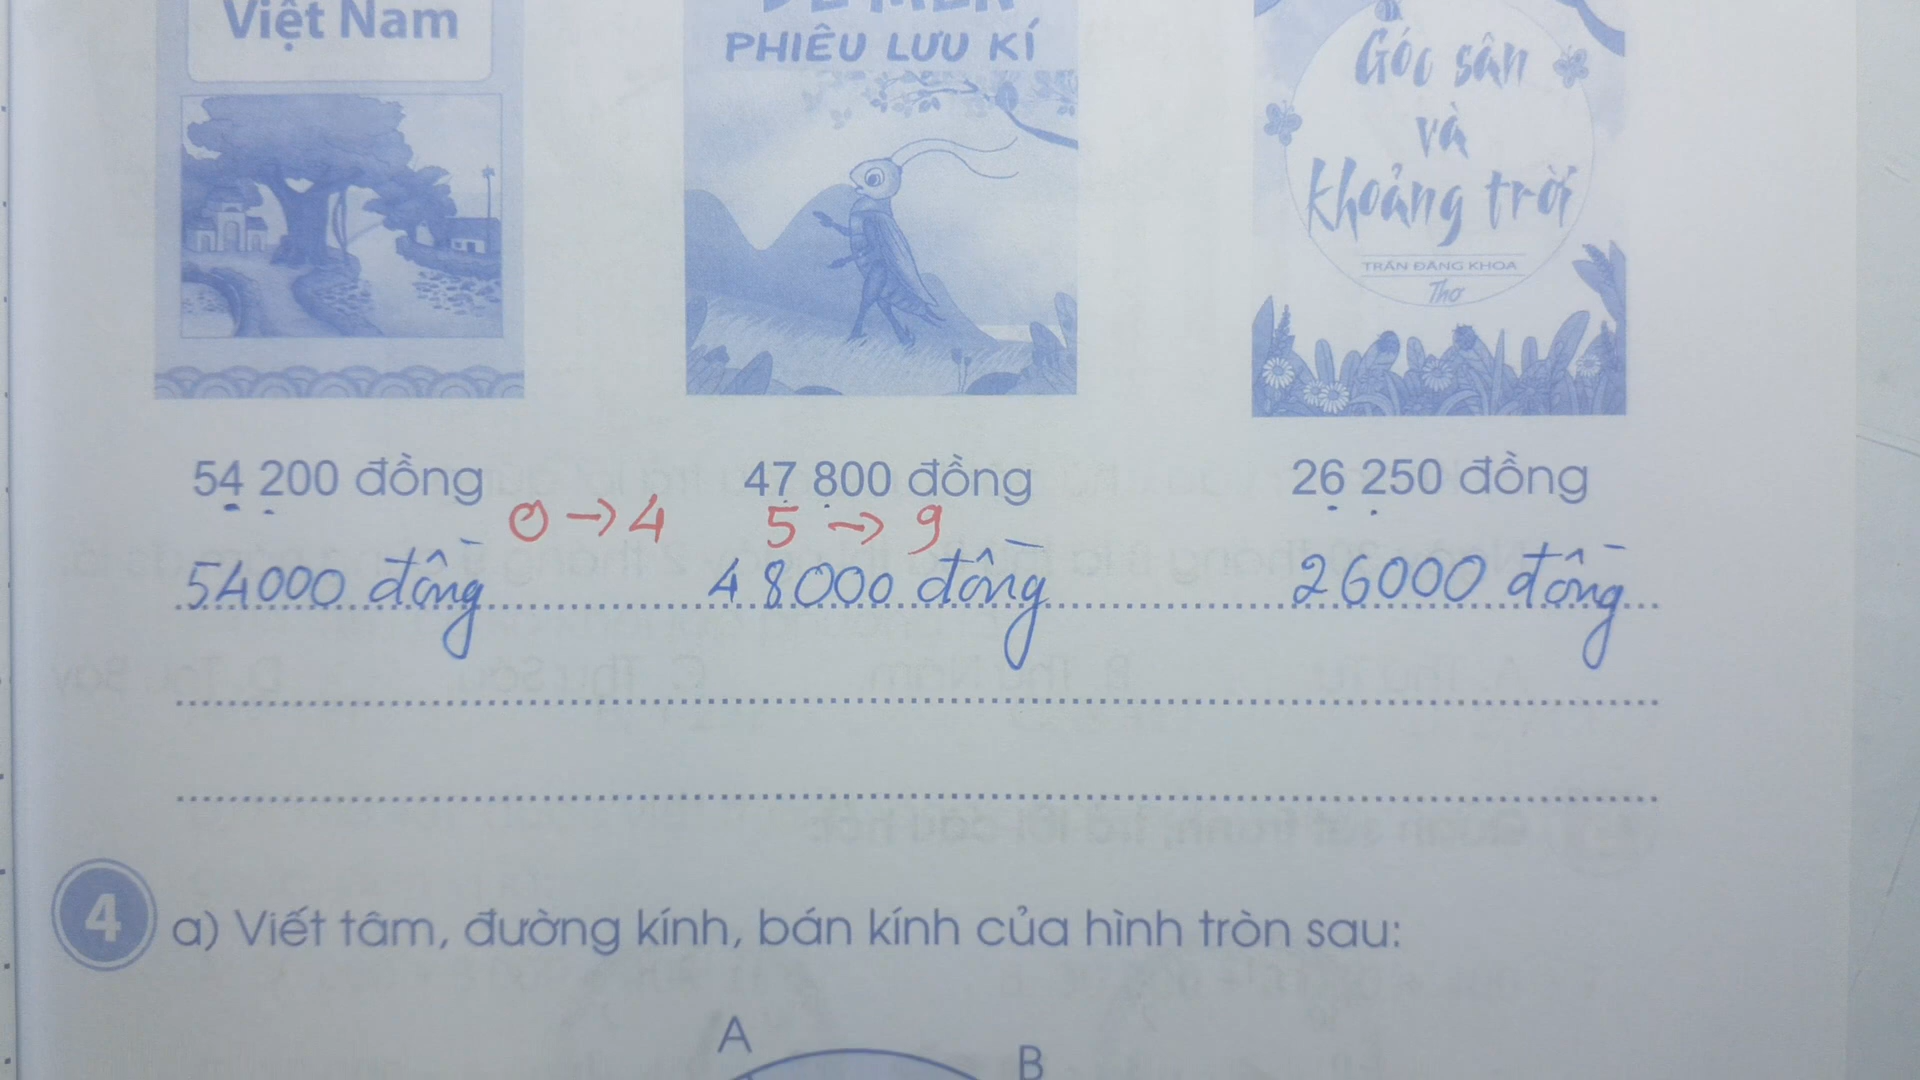 Việt Nam
PHIÊU LƯU KÍ
Góc sân
và
khoảng trời
TRẦN ĐĂNG KHOA
Thơ
54 200 đồng
47 800 đồng
26 250 đồng
0 → 4
5 → 9
54000 đồng
48000 đồng
26000 đồng
4
a) Viết tâm, đường kính, bán kính của hình tròn sau:
A
B